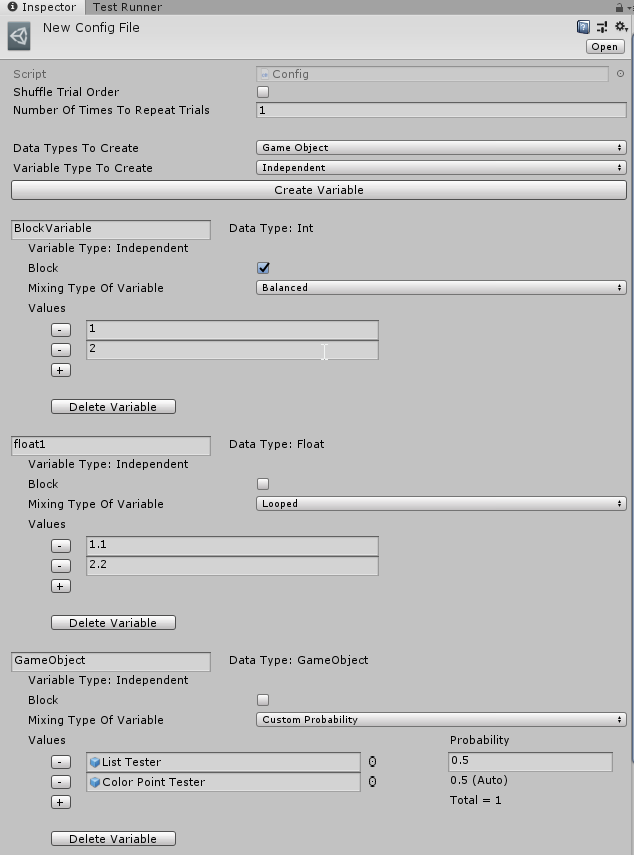 Inspector Test Runner
New Config File
Open
Script Config
Shuffle Trial Order
Number Of Times To Repeat Trials 1
Data Types To Create Game Object
Variable Type To Create Independent
Create Variable
BlockVariable Data Type: Int
Variable Type: Independent
Block
Mixing Type Of Variable Balanced
Values
- 1
- 2
+
Delete Variable
float1 Data Type: Float
Variable Type: Independent
Block
Mixing Type Of Variable Looped
Values
- 1.1
- 2.2
+
Delete Variable
GameObject Data Type: GameObject
Variable Type: Independent
Block
Mixing Type Of Variable Custom Probability
Values Probability
- List Tester 0.5
- Color Point Tester 0.5 (Auto)
+ Total = 1
Delete Variable